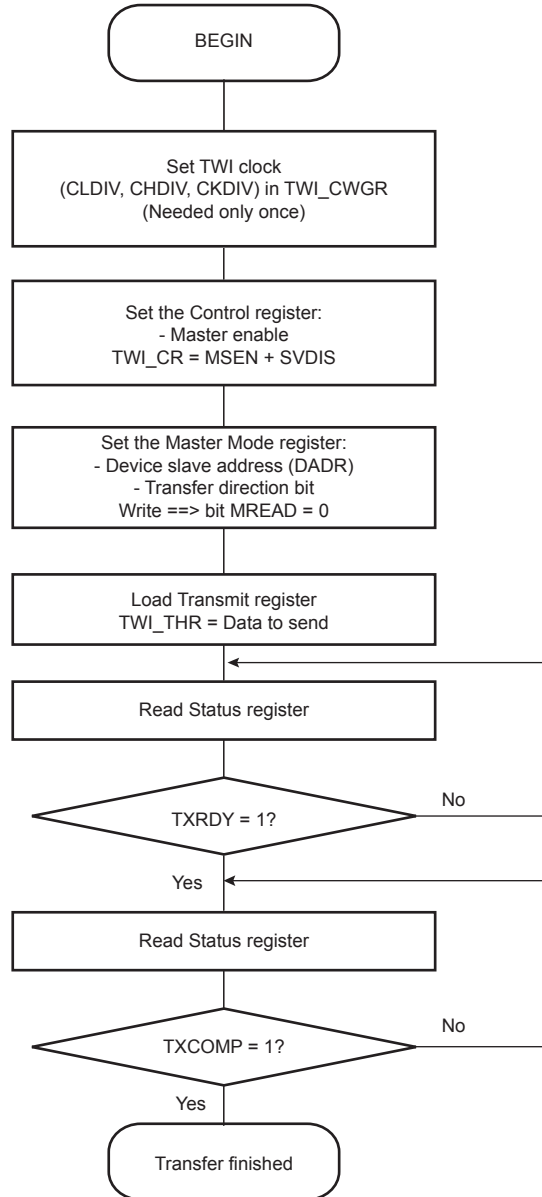 BEGIN
Set TWI clock
(CLDIV, CHDIV, CKDIV) in TWI_CWGR
(Needed only once)
Set the Control register:
- Master enable
TWI_CR = MSEN + SVDIS
Set the Master Mode register:
- Device slave address (DADR)
- Transfer direction bit
Write ==> bit MREAD = 0
Load Transmit register
TWI_THR = Data to send
Read Status register
TXRDY = 1?
No
Yes
Read Status register
TXCOMP = 1?
No
Yes
Transfer finished